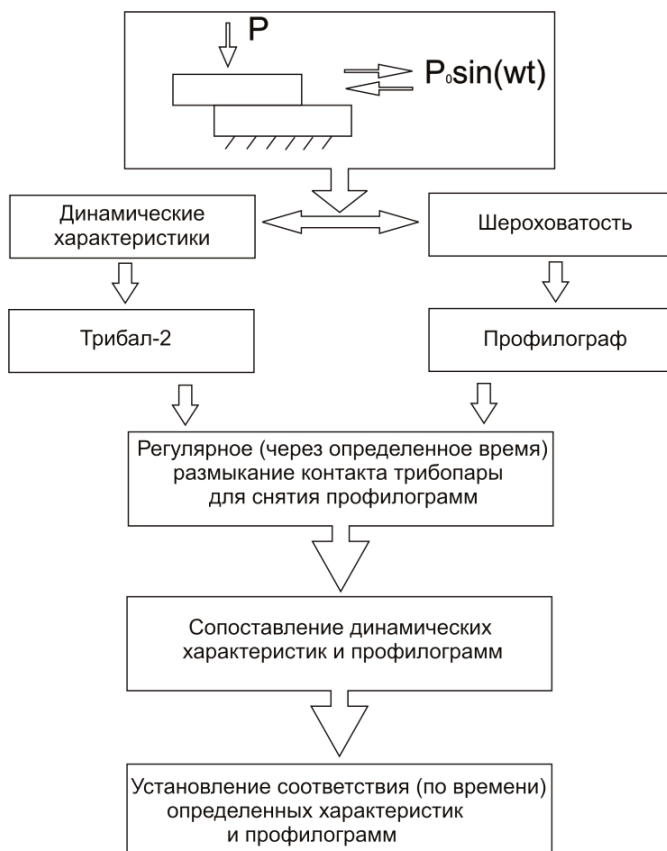 P
P₀sin(wt)
Динамические
характеристики
Шероховатость
Трибал-2
Профилограф
Регулярное (через определенное время)
размыкание контакта трибопары
для снятия профилограмм
Сопоставление динамических
характеристик и профилограмм
Установление соответствия (по времени)
определенных характеристик
и профилограмм